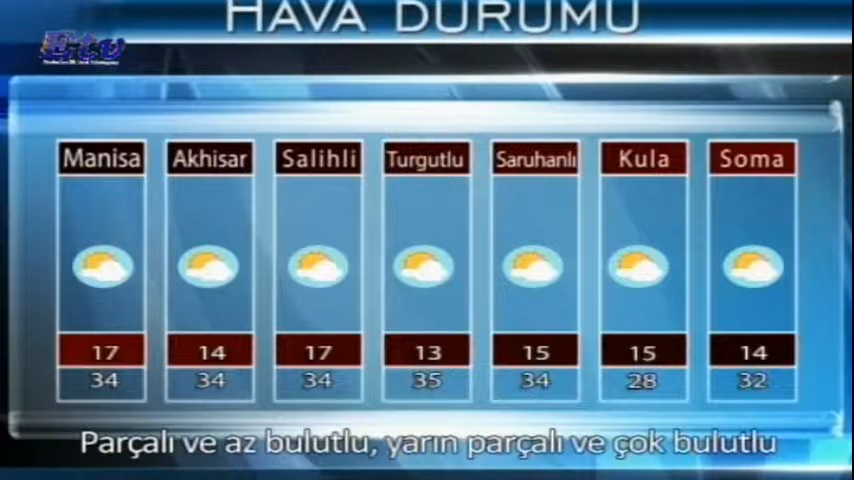 HAVA DURUMU
Etv
Manisa Akhisar Salihli Turgutlu Saruhanlı Kula Soma
17 14 17 13 15 15 14
34 34 34 35 34 28 32
Parçalı ve az bulutlu, yarın parçalı ve çok bulutlu